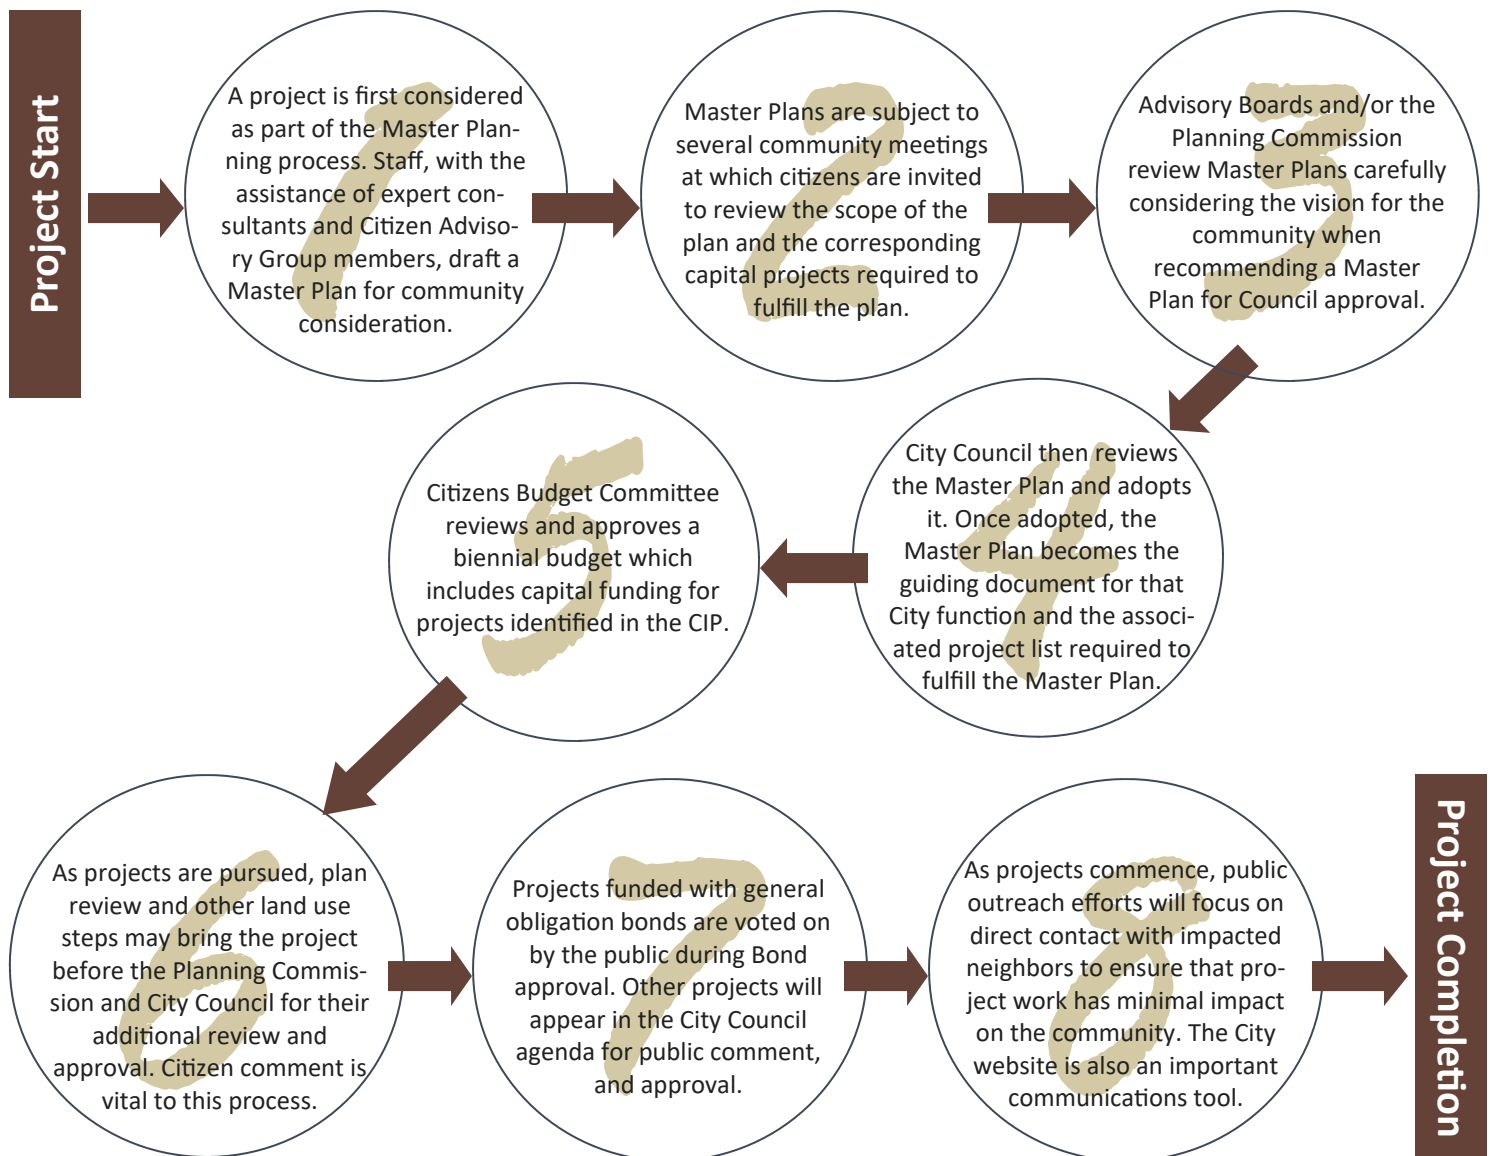 Project Start
1
A project is first considered
as part of the Master Plan-
ning process. Staff, with the
assistance of expert con-
sultants and Citizen Adviso-
ry Group members, draft a
Master Plan for community
consideration.
2
Master Plans are subject to
several community meetings
at which citizens are invited
to review the scope of the
plan and the corresponding
capital projects required to
fulfill the plan.
3
Advisory Boards and/or the
Planning Commission
review Master Plans carefully
considering the vision for the
community when
recommending a Master
Plan for Council approval.
4
City Council then reviews
the Master Plan and adopts
it. Once adopted, the
Master Plan becomes the
guiding document for that
City function and the associ-
ated project list required to
fulfill the Master Plan.
5
Citizens Budget Committee
reviews and approves a
biennial budget which
includes capital funding for
projects identified in the CIP.
6
As projects are pursued, plan
review and other land use
steps may bring the project
before the Planning Commis-
sion and City Council for their
additional review and
approval. Citizen comment is
vital to this process.
7
Projects funded with general
obligation bonds are voted on
by the public during Bond
approval. Other projects will
appear in the City Council
agenda for public comment,
and approval.
8
As projects commence, public
outreach efforts will focus on
direct contact with impacted
neighbors to ensure that pro-
ject work has minimal impact
on the community. The City
website is also an important
communications tool.
Project Completion